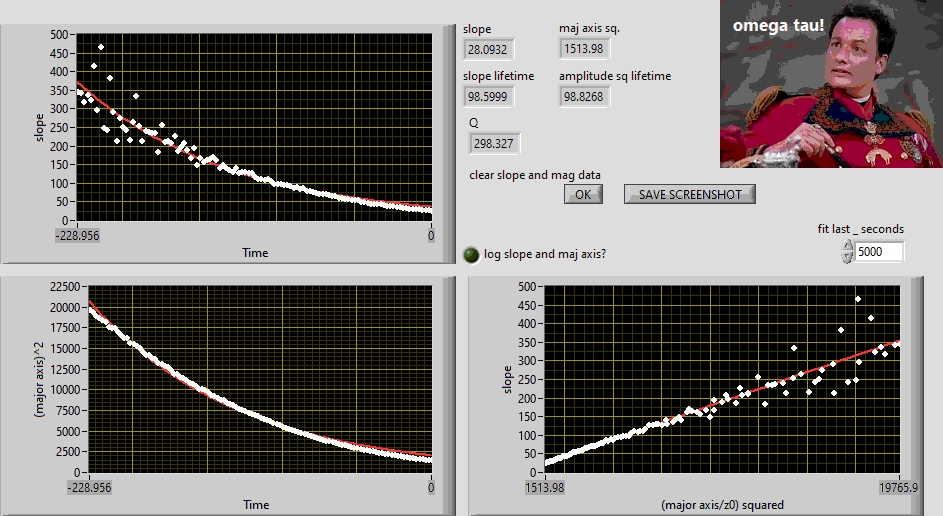 500
450
400
350
300
250
200
150
100
50
0
slope
-228.956
0
Time
slope
28.0932
maj axis sq.
1513.98
slope lifetime
98.5999
amplitude sq lifetime
98.8268
Q
298.327
clear slope and mag data
OK
SAVE SCREENSHOT
omega tau!
log slope and maj axis?
fit last _ seconds
5000
22500
20000
17500
15000
12500
10000
7500
5000
2500
0
(major axis)^2
-228.956
0
Time
500
450
400
350
300
250
200
150
100
50
0
slope
1513.98
19765.9
(major axis/z0) squared